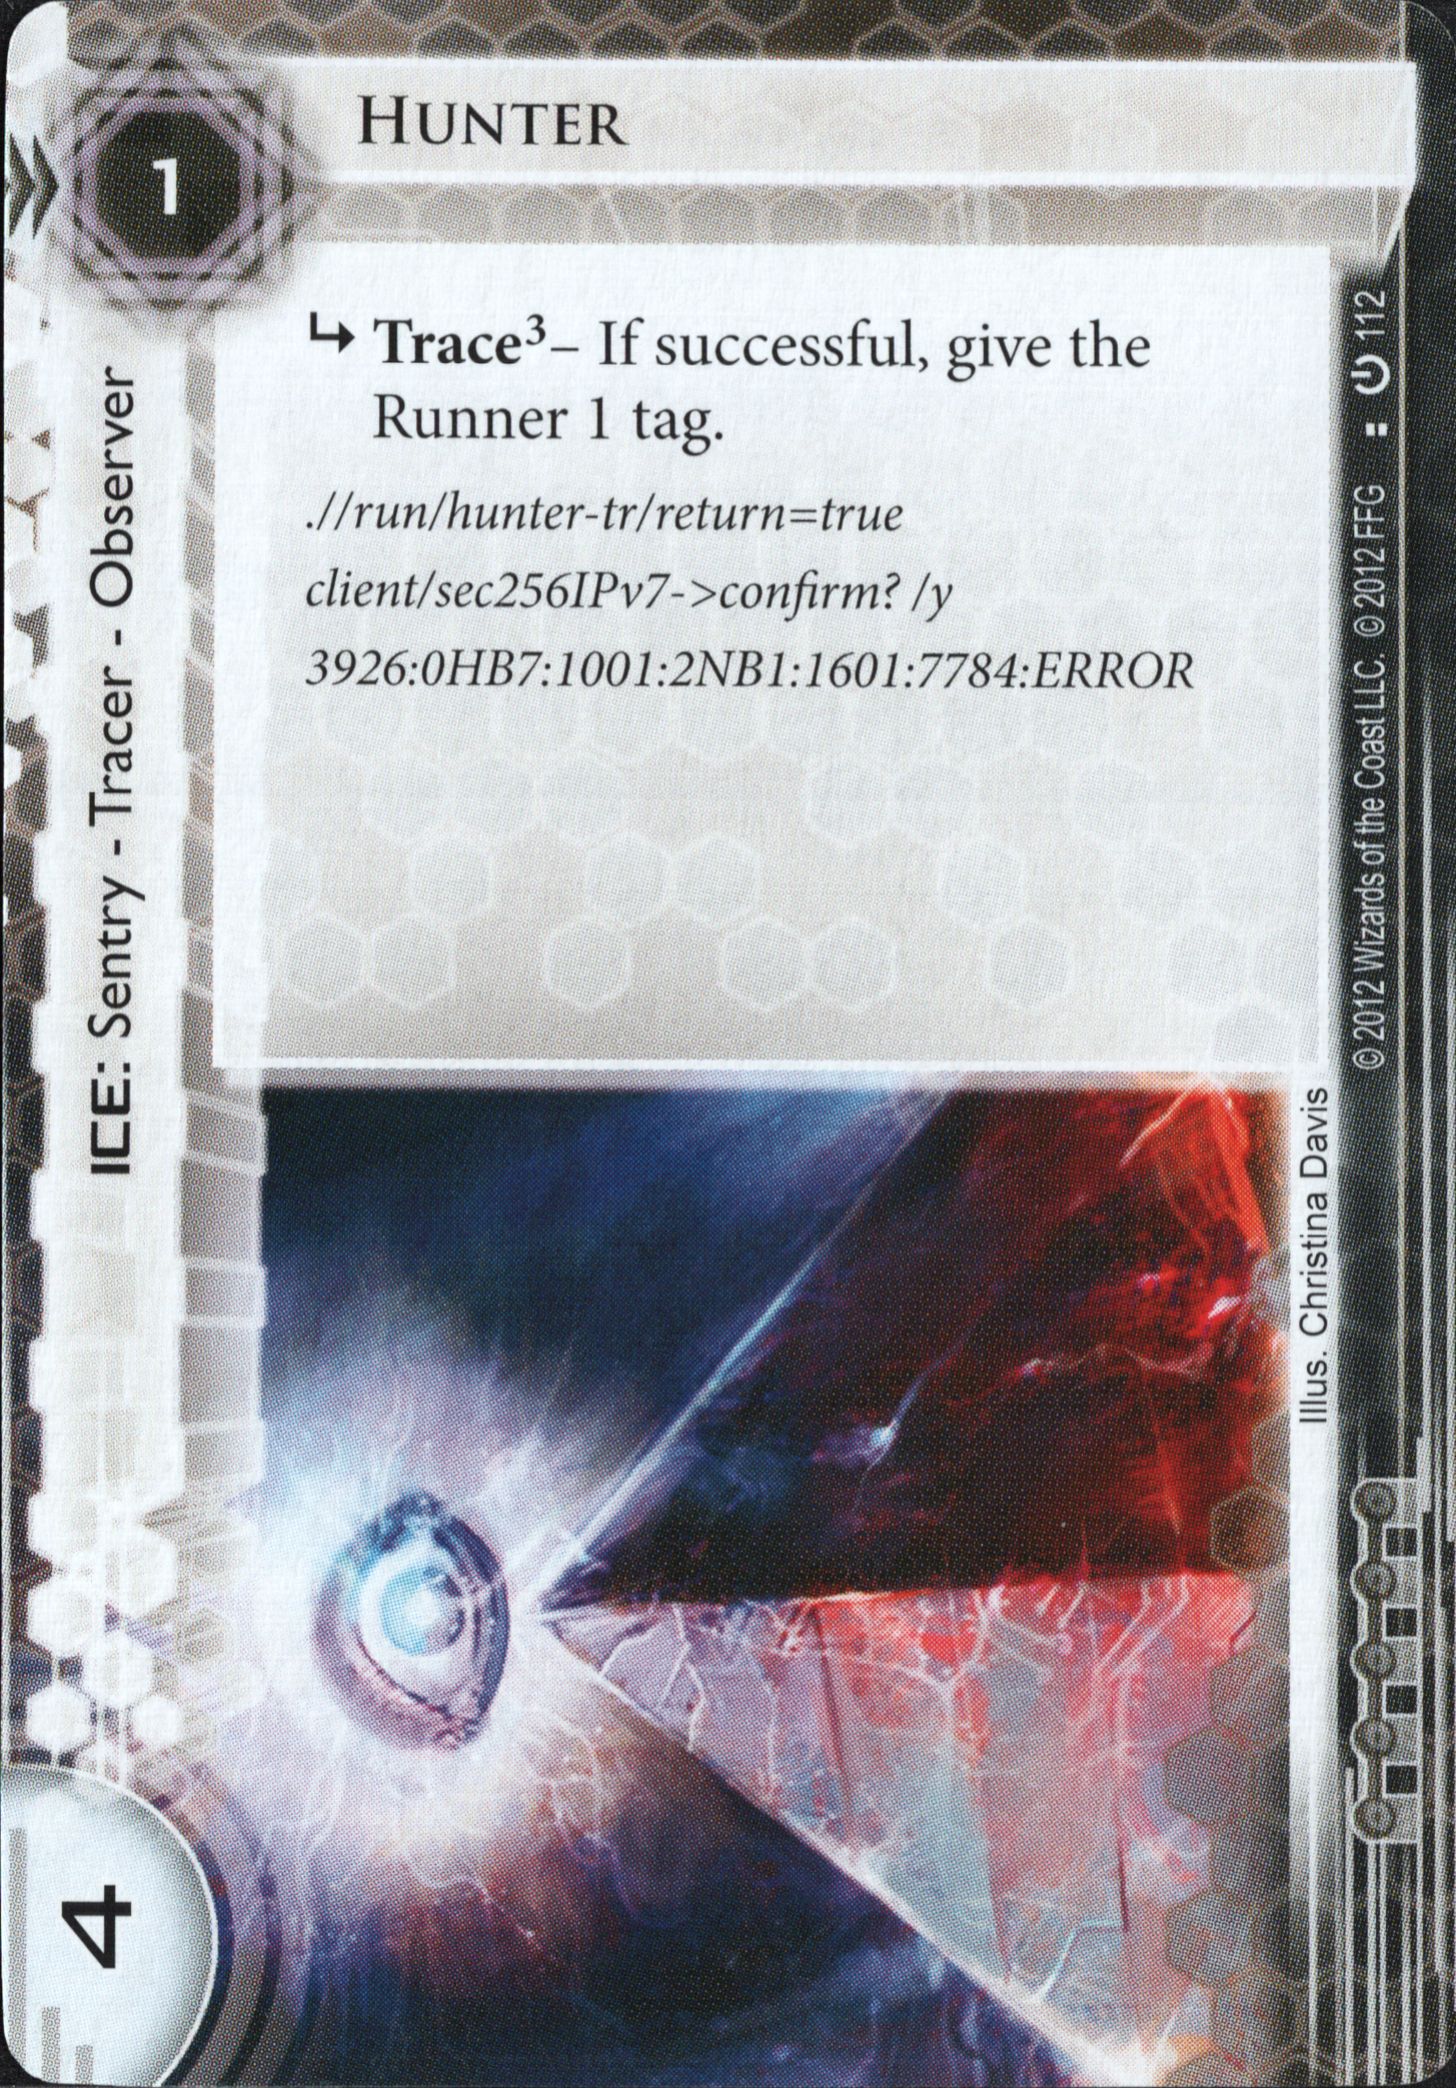 1
HUNTER
Trace³– If successful, give the
Runner 1 tag.
.//run/hunter-tr/return=true
client/sec256IPv7->confirm? /y
3926:0HB7:1001:2NB1:1601:7784:ERROR
ICE: Sentry - Tracer - Observer
4
Illus. Christina Davis
© 2012 Wizards of the Coast LLC. © 2012 FFG
112